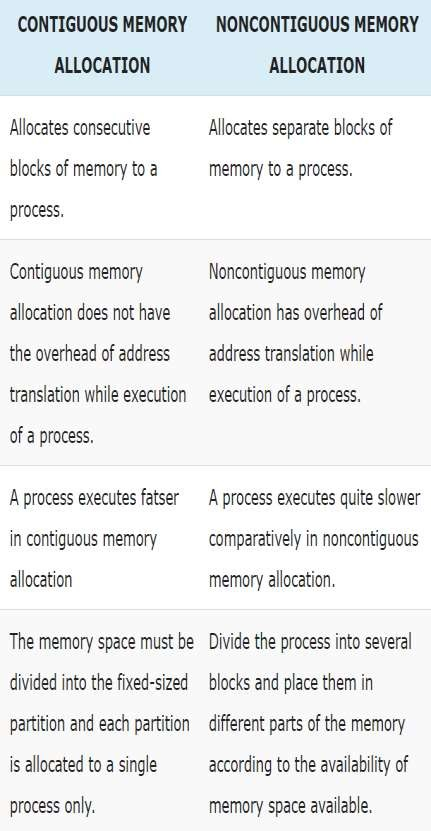 CONTIGUOUS MEMORY
ALLOCATION
NONCONTIGUOUS MEMORY
ALLOCATION
Allocates consecutive
blocks of memory to a
process.
Allocates separate blocks of
memory to a process.
Contiguous memory
allocation does not have
the overhead of address
translation while execution
of a process.
Noncontiguous memory
allocation has overhead of
address translation while
execution of a process.
A process executes fatser
in contiguous memory
allocation
A process executes quite slower
comparatively in noncontiguous
memory allocation.
The memory space must be
divided into the fixed-sized
partition and each partition
is allocated to a single
process only.
Divide the process into several
blocks and place them in
different parts of the memory
according to the availability of
memory space available.